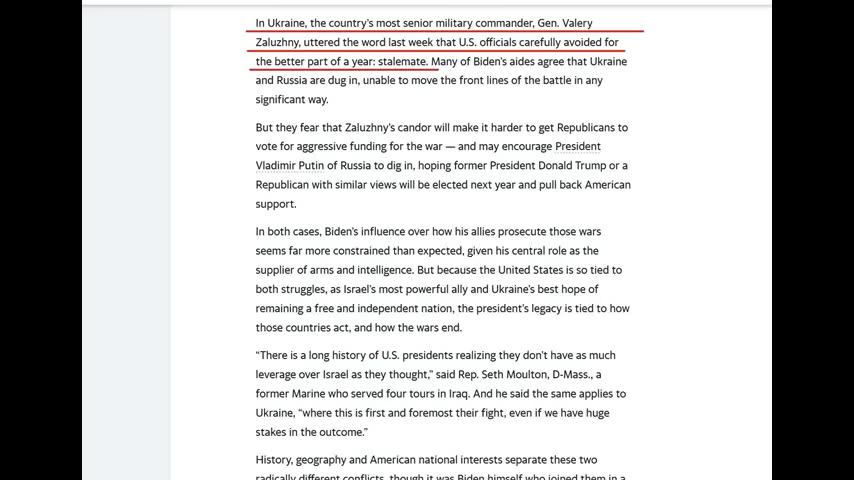 In Ukraine, the country's most senior military commander, Gen. Valery
Zaluzhny, uttered the word last week that U.S. officials carefully avoided for
the better part of a year: stalemate. Many of Biden's aides agree that Ukraine
and Russia are dug in, unable to move the front lines of the battle in any
significant way.
But they fear that Zaluzhny's candor will make it harder to get Republicans to
vote for aggressive funding for the war — and may encourage President
Vladimir Putin of Russia to dig in, hoping former President Donald Trump or a
Republican with similar views will be elected next year and pull back American
support.
In both cases, Biden's influence over how his allies prosecute those wars
seems far more constrained than expected, given his central role as the
supplier of arms and intelligence. But because the United States is so tied to
both struggles, as Israel's most powerful ally and Ukraine's best hope of
remaining a free and independent nation, the president's legacy is tied to how
those countries act, and how the wars end.
“There is a long history of U.S. presidents realizing they don't have as much
leverage over Israel as they thought,” said Rep. Seth Moulton, D-Mass., a
former Marine who served four tours in Iraq. And he said the same applies to
Ukraine, “where this is first and foremost their fight, even if we have huge
stakes in the outcome.”
History, geography and American national interests separate these two
radically different conflicts, though it was Biden himself who joined them in a